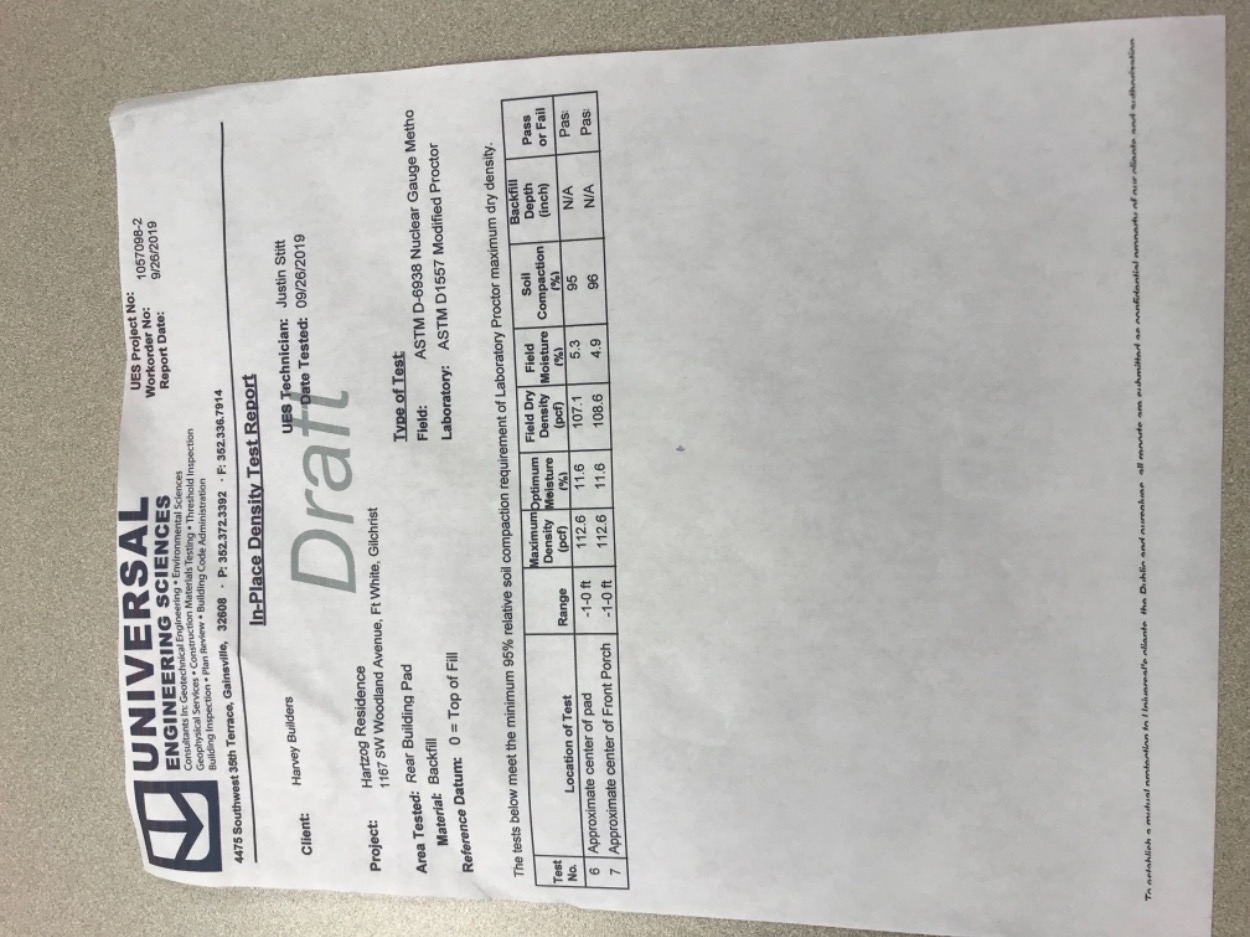 UNIVERSAL
ENGINEERING SCIENCES
Consultants In: Geotechnical Engineering • Environmental Sciences
Geophysical Services • Construction Materials Testing • Threshold Inspection
Building Inspection • Plan Review • Building Code Administration
4475 Southwest 35th Terrace, Gainsville, 32608 · P: 352.372.3392 · F: 352.336.7914
UES Project No:
Workorder No: 1057098-2
Report Date: 9/26/2019
In-Place Density Test Report
Client: Harvey Builders
UES Technician: Justin Stitt
Date Tested: 09/26/2019
Draft
Project: Hartzog Residence
1167 SW Woodland Avenue, Ft White, Gilchrist
Area Tested: Rear Building Pad
Material: Backfill
Reference Datum: 0 = Top of Fill
Type of Test:
Field: ASTM D-6938 Nuclear Gauge Metho
Laboratory: ASTM D1557 Modified Proctor
The tests below meet the minimum 95% relative soil compaction requirement of Laboratory Proctor maximum dry density.
Test No. Location of Test Range Maximum Density (pcf) Optimum Moisture (%) Field Dry Density (pcf) Field Moisture (%) Soil Compaction (%) Backfill Depth (inch) Pass or Fail
6 Approximate center of pad -1-0 ft 112.6 11.6 107.1 5.3 95 N/A Pas
7 Approximate center of Front Porch -1-0 ft 112.6 11.6 108.6 4.9 96 N/A Pas